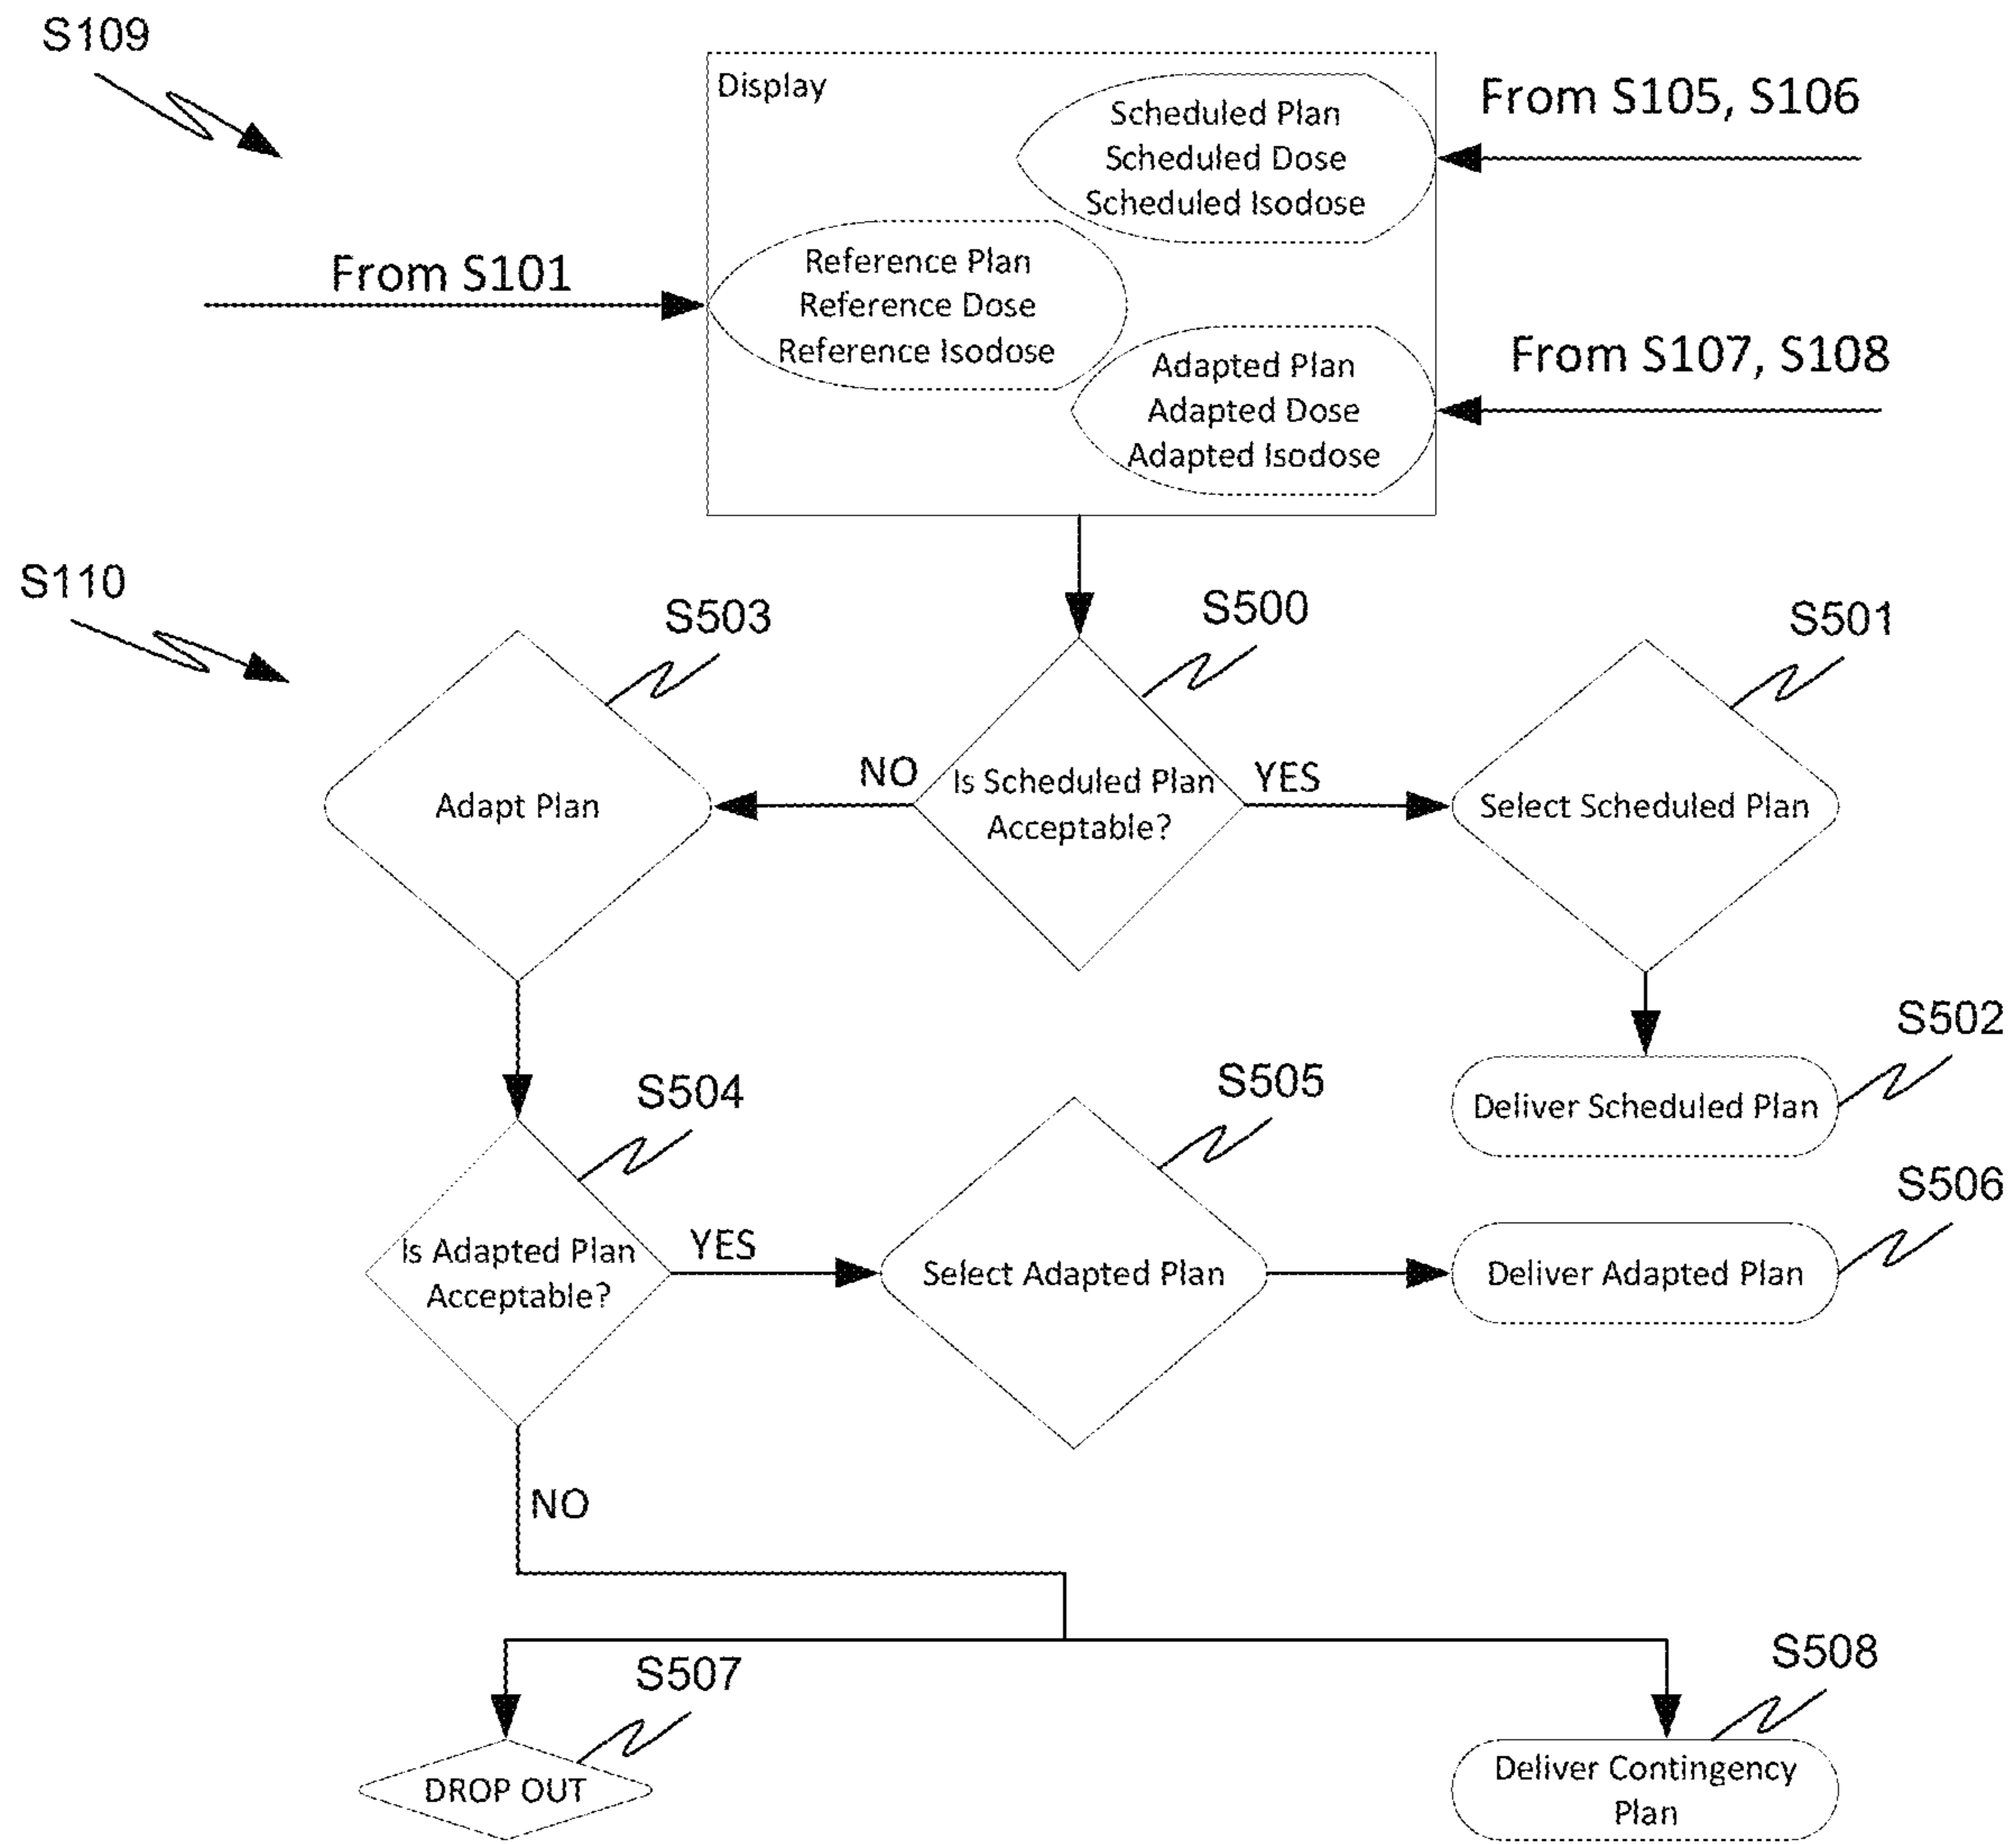 S109
Display
Scheduled Plan
Scheduled Dose
Scheduled Isodose
From S105, S106
From S101
Reference Plan
Reference Dose
Reference Isodose
Adapted Plan
Adapted Dose
Adapted Isodose
From S107, S108
S110
S503
S500
S501
Adapt Plan
NO
Is Scheduled Plan
Acceptable?
YES
Select Scheduled Plan
S502
Deliver Scheduled Plan
S504
S505
S506
Is Adapted Plan
Acceptable?
YES
Select Adapted Plan
Deliver Adapted Plan
NO
S507
S508
DROP OUT
Deliver Contingency
Plan